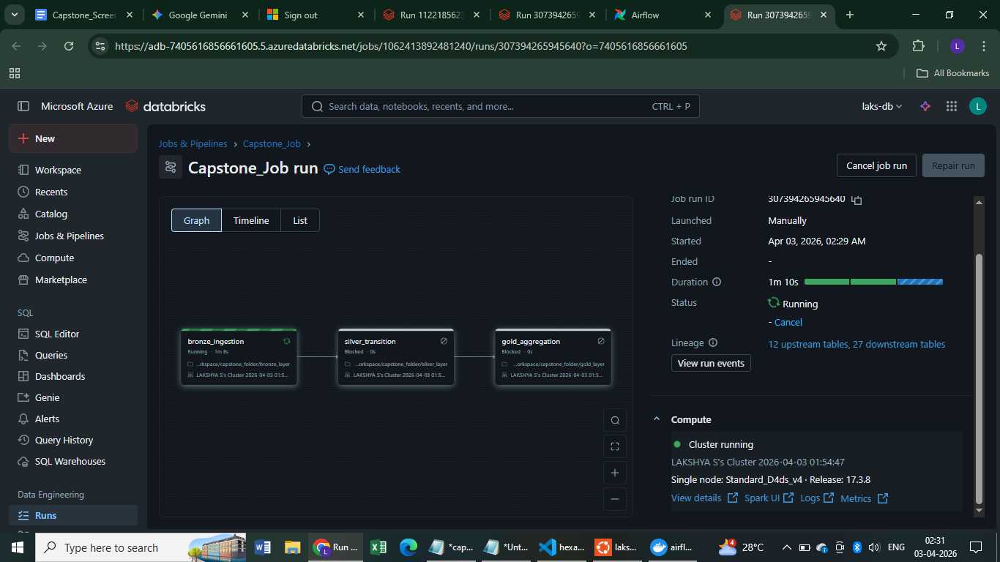 Capstone_Screen
Google Gemini
Sign out
Run 1122185623
Run 3073942659
Airflow
Run 3073942659
https://adb-7405616856661605.5.azuredatabricks.net/jobs/1062413892481240/runs/307394265945640?o=7405616856661605
L
All Bookmarks
Microsoft Azure
databricks
Search data, notebooks, recents, and more...
CTRL + P
laks-db
L
New
Workspace
Recents
Catalog
Jobs & Pipelines
Compute
Marketplace
SQL
SQL Editor
Queries
Dashboards
Genie
Alerts
Query History
SQL Warehouses
Data Engineering
Runs
Jobs & Pipelines › Capstone_Job ›
Capstone_Job run
Send feedback
Cancel job run
Repair run
Graph
Timeline
List
bronze_ingestion
Running · 1m 8s
...orkspace/capstone_folder/bronze_layer
LAKSHYA S's Cluster 2026-04-03 01:5...
silver_transition
Blocked · 0s
...orkspace/capstone_folder/silver_layer
LAKSHYA S's Cluster 2026-04-03 01:5...
gold_aggregation
Blocked · 0s
...orkspace/capstone_folder/gold_layer
LAKSHYA S's Cluster 2026-04-03 01:5...
Job run ID 307394265945640
Launched Manually
Started Apr 03, 2026, 02:29 AM
Ended -
Duration 1m 10s
Status Running
- Cancel
Lineage 12 upstream tables, 27 downstream tables
View run events
Compute
Cluster running
LAKSHYA S's Cluster 2026-04-03 01:54:47
Single node: Standard_D4ds_v4 · Release: 17.3.8
View details Spark UI Logs Metrics
Type here to search
Run ...
*cap...
*Unt...
hexa...
laks...
airfl...
4
28°C
ENG
02:31
03-04-2026